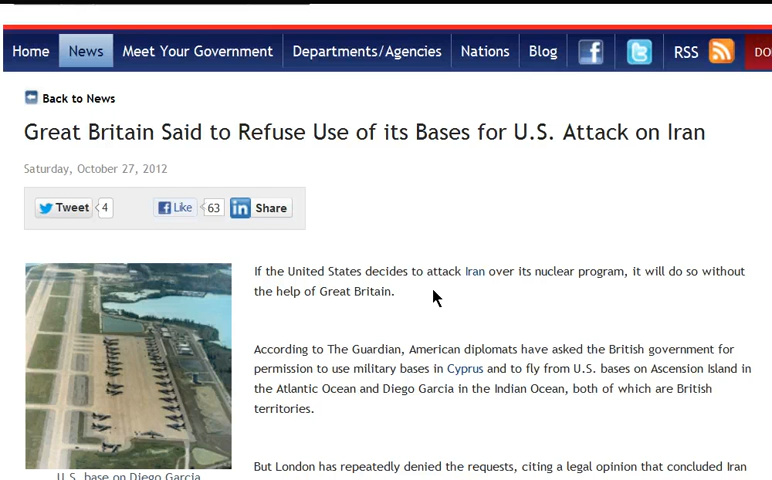 Home News Meet Your Government Departments/Agencies Nations Blog f RSS DO
Back to News
Great Britain Said to Refuse Use of its Bases for U.S. Attack on Iran
Saturday, October 27, 2012
Tweet 4 Like 63 in Share
If the United States decides to attack Iran over its nuclear program, it will do so without
the help of Great Britain.
According to The Guardian, American diplomats have asked the British government for
permission to use military bases in Cyprus and to fly from U.S. bases on Ascension Island in
the Atlantic Ocean and Diego Garcia in the Indian Ocean, both of which are British
territories.
But London has repeatedly denied the requests, citing a legal opinion that concluded Iran
U.S. base on Diego Garcia